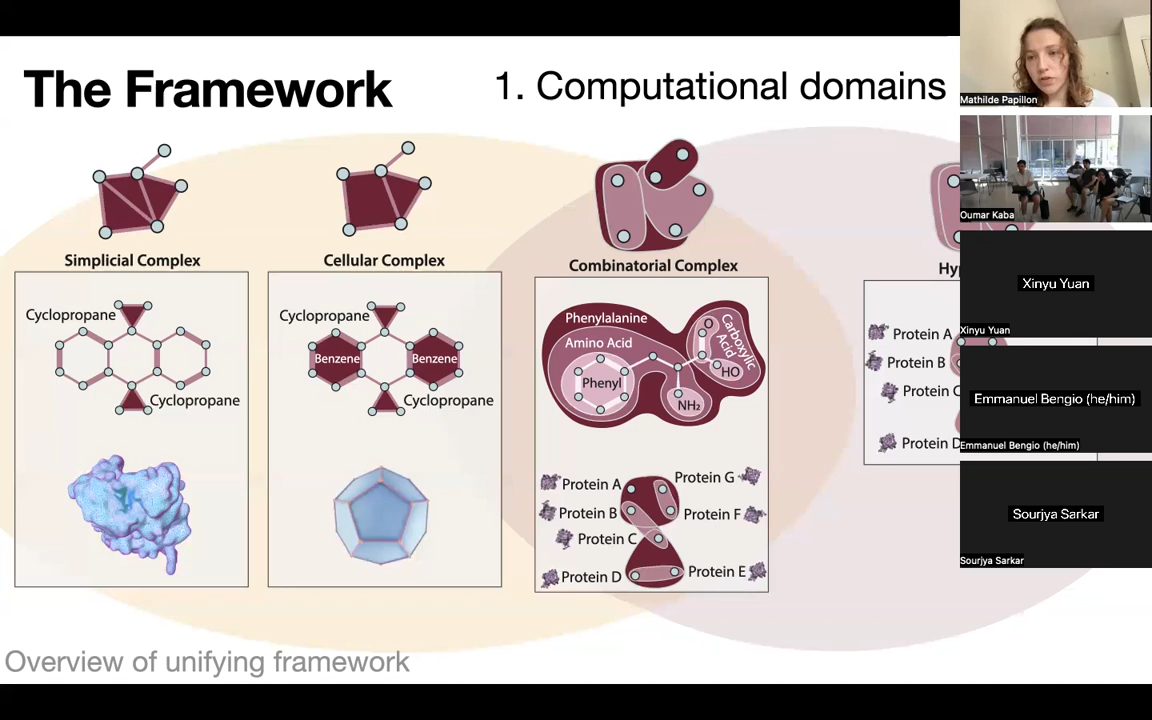 The Framework
1. Computational domains
Simplicial Complex
Cellular Complex
Combinatorial Complex
Cyclopropane
Cyclopropane
Cyclopropane
Benzene
Benzene
Cyclopropane
Phenylalanine
Amino Acid
Phenyl
Carboxylic
Acid
O
HO
NH₂
Protein A
Protein B
Protein C
Protein D
Protein G
Protein F
Protein E
Protein A
Protein B
Protein
Protein
Overview of unifying framework
Mathilde Papillon
Oumar Kaba
Xinyu Yuan
Xinyu Yuan
Emmanuel Bengio (he/him)
Emmanuel Bengio (he/him)
Sourjya Sarkar
Sourjya Sarkar